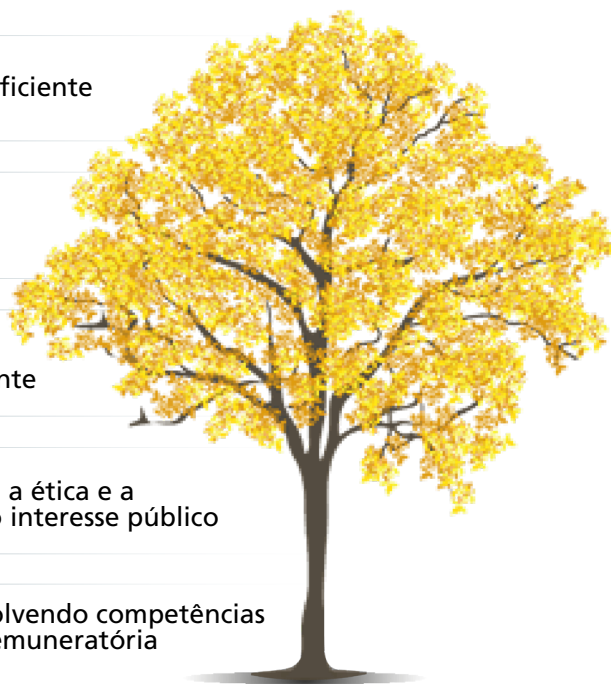 ficiente
nte
a ética e a
o interesse público
olvendo competências
emuneratória